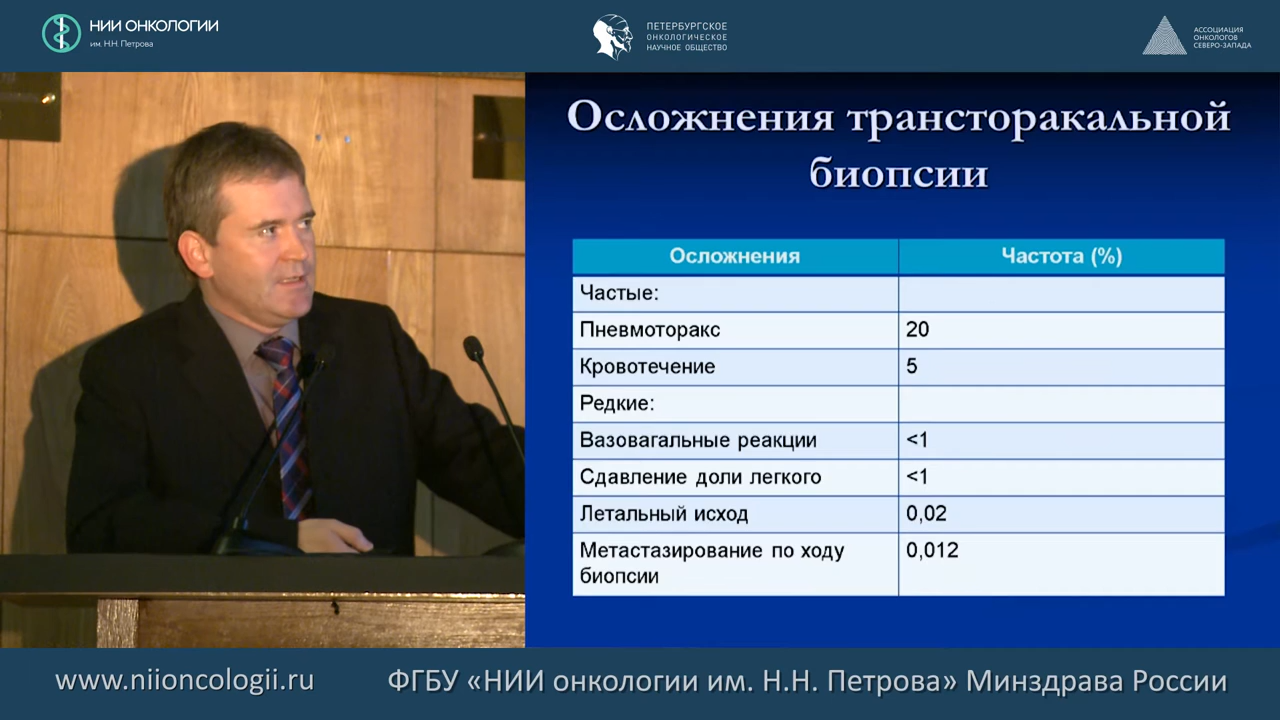 НИИ ОНКОЛОГИИ
им. Н.Н. Петрова
ПЕТЕРБУРГСКОЕ
ОНКОЛОГИЧЕСКОЕ
НАУЧНОЕ ОБЩЕСТВО
АССОЦИАЦИЯ
ОНКОЛОГОВ
СЕВЕРО-ЗАПАДА
Осложнения трансторакальной
биопсии
Осложнения Частота (%)
Частые:
Пневмоторакс 20
Кровотечение 5
Редкие:
Вазовагальные реакции <1
Сдавление доли легкого <1
Летальный исход 0,02
Метастазирование по ходу 0,012
биопсии
www.niioncologii.ru ФГБУ «НИИ онкологии им. Н.Н. Петрова» Минздрава России